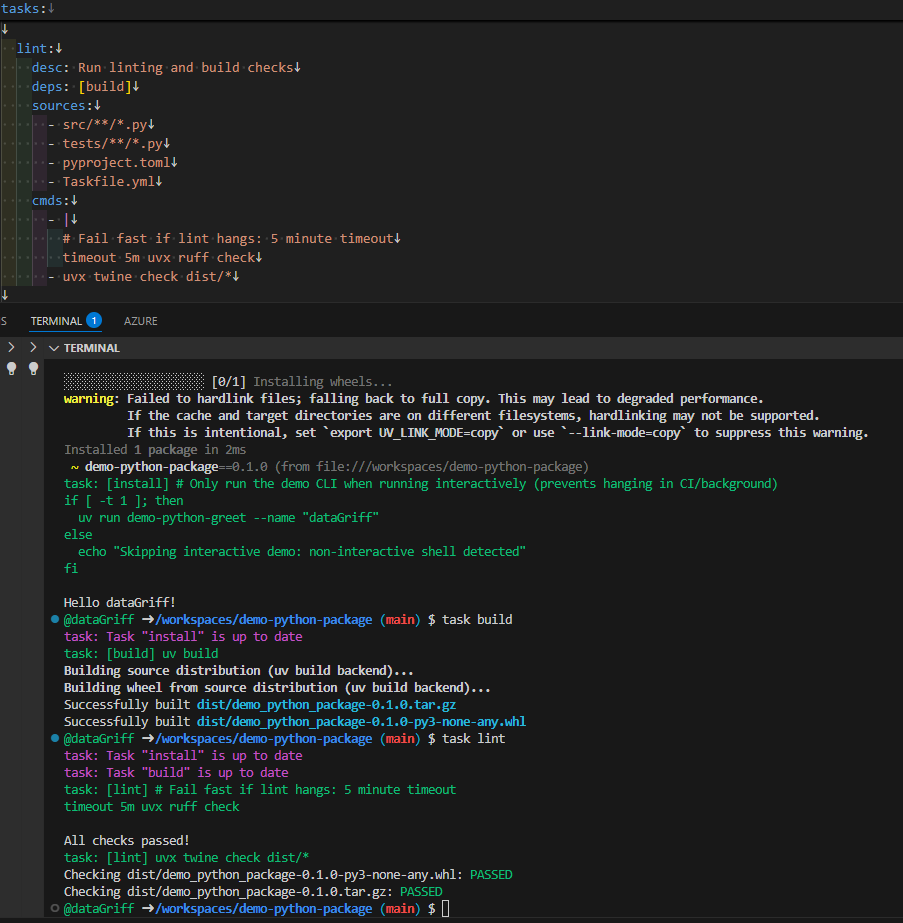 tasks:↓
↓
lint:↓
desc: Run linting and build checks↓
deps: [build]↓
sources:↓
- src/**/*.py↓
- tests/**/*.py↓
- pyproject.toml↓
- Taskfile.yml↓
cmds:↓
- |↓
# Fail fast if lint hangs: 5 minute timeout↓
timeout 5m uvx ruff check↓
- uvx twine check dist/*↓
↓
S TERMINAL 1 AZURE
TERMINAL
[0/1] Installing wheels...
warning: Failed to hardlink files; falling back to full copy. This may lead to degraded performance.
If the cache and target directories are on different filesystems, hardlinking may not be supported.
If this is intentional, set `export UV_LINK_MODE=copy` or use `--link-mode=copy` to suppress this warning.
Installed 1 package in 2ms
~ demo-python-package==0.1.0 (from file:///workspaces/demo-python-package)
task: [install] # Only run the demo CLI when running interactively (prevents hanging in CI/background)
if [ -t 1 ]; then
uv run demo-python-greet --name "dataGriff"
else
echo "Skipping interactive demo: non-interactive shell detected"
fi
Hello dataGriff!
@dataGriff ➜/workspaces/demo-python-package (main) $ task build
task: Task "install" is up to date
task: [build] uv build
Building source distribution (uv build backend)...
Building wheel from source distribution (uv build backend)...
Successfully built dist/demo_python_package-0.1.0.tar.gz
Successfully built dist/demo_python_package-0.1.0-py3-none-any.whl
@dataGriff ➜/workspaces/demo-python-package (main) $ task lint
task: Task "install" is up to date
task: Task "build" is up to date
task: [lint] # Fail fast if lint hangs: 5 minute timeout
timeout 5m uvx ruff check
All checks passed!
task: [lint] uvx twine check dist/*
Checking dist/demo_python_package-0.1.0-py3-none-any.whl: PASSED
Checking dist/demo_python_package-0.1.0.tar.gz: PASSED
@dataGriff ➜/workspaces/demo-python-package (main) $